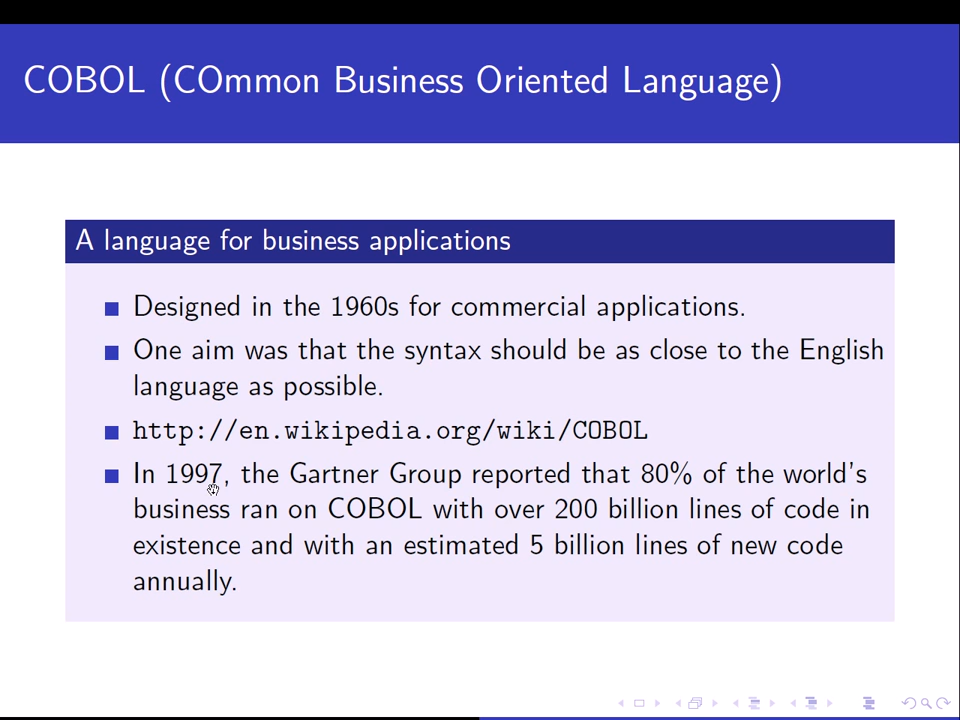 COBOL (COmmon Business Oriented Language)
A language for business applications
Designed in the 1960s for commercial applications.
One aim was that the syntax should be as close to the English
language as possible.
http://en.wikipedia.org/wiki/COBOL
In 1997, the Gartner Group reported that 80% of the world's
business ran on COBOL with over 200 billion lines of code in
existence and with an estimated 5 billion lines of new code
annually.